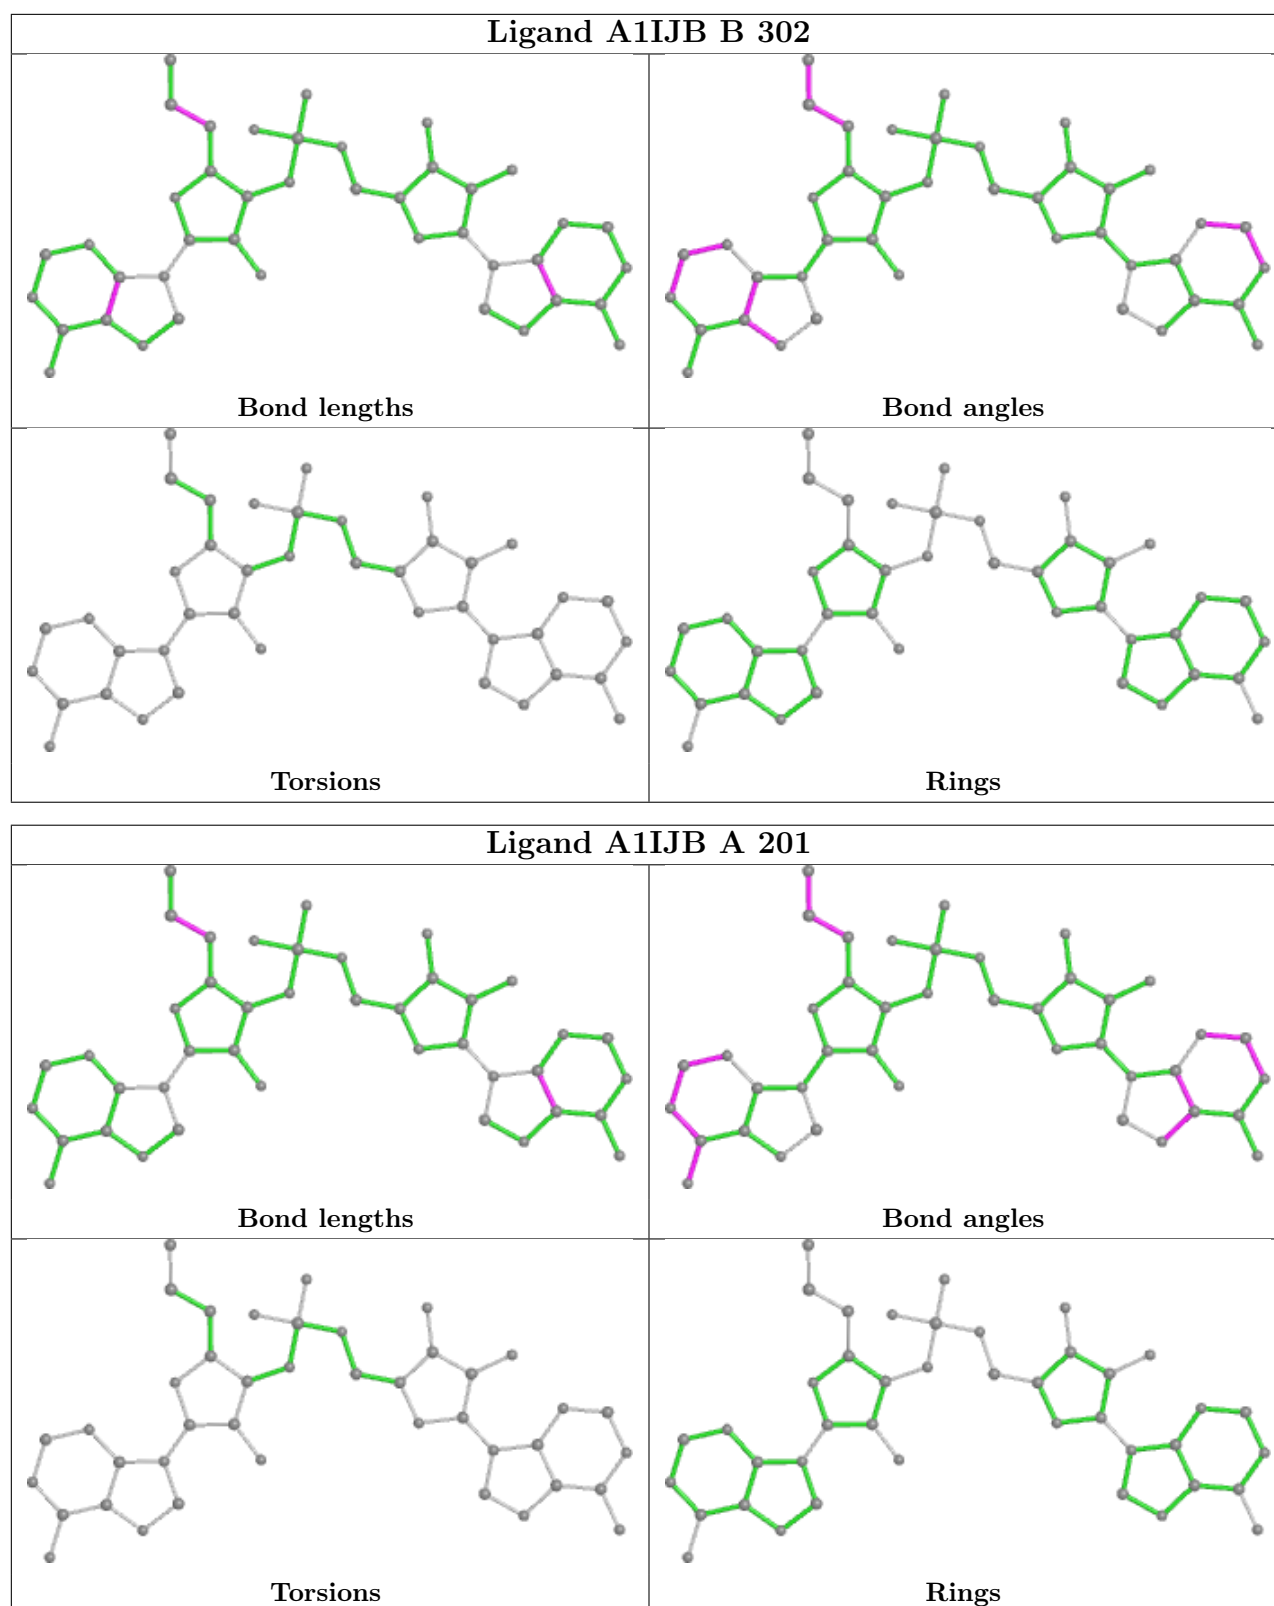 Ligand A1IJB B 302
Bond lengths
Bond angles
Torsions
Rings
Ligand A1IJB A 201
Bond lengths
Bond angles
Torsions
Rings